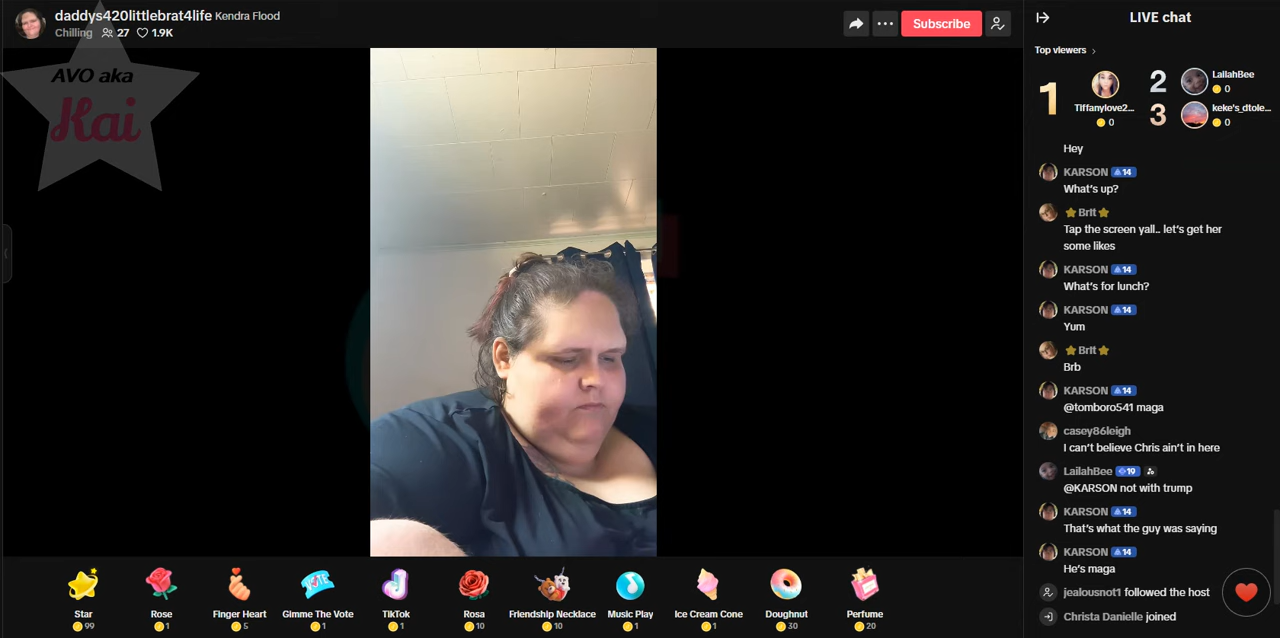 daddys420littlebrat4life Kendra Flood
Chilling 27 1.9K
Subscribe
LIVE chat
AVO aka
Kai
Top viewers
1 Tiffanylove2... 0
2 LailahBee 0
3 keke's_dtole... 0
Hey
KARSON 14
What's up?
Brit
Tap the screen yall.. let's get her
some likes
KARSON 14
What's for lunch?
KARSON 14
Yum
Brit
Brb
KARSON 14
@tomboro541 maga
casey86leigh
I can't believe Chris ain't in here
LailahBee 19
@KARSON not with trump
KARSON 14
That's what the guy was saying
KARSON 14
He's maga
jealousnot1 followed the host
Christa Danielle joined
VOTE
Star Rose Finger Heart Gimme The Vote TikTok Rosa Friendship Necklace Music Play Ice Cream Cone Doughnut Perfume
99 1 5 1 1 10 10 1 1 30 20